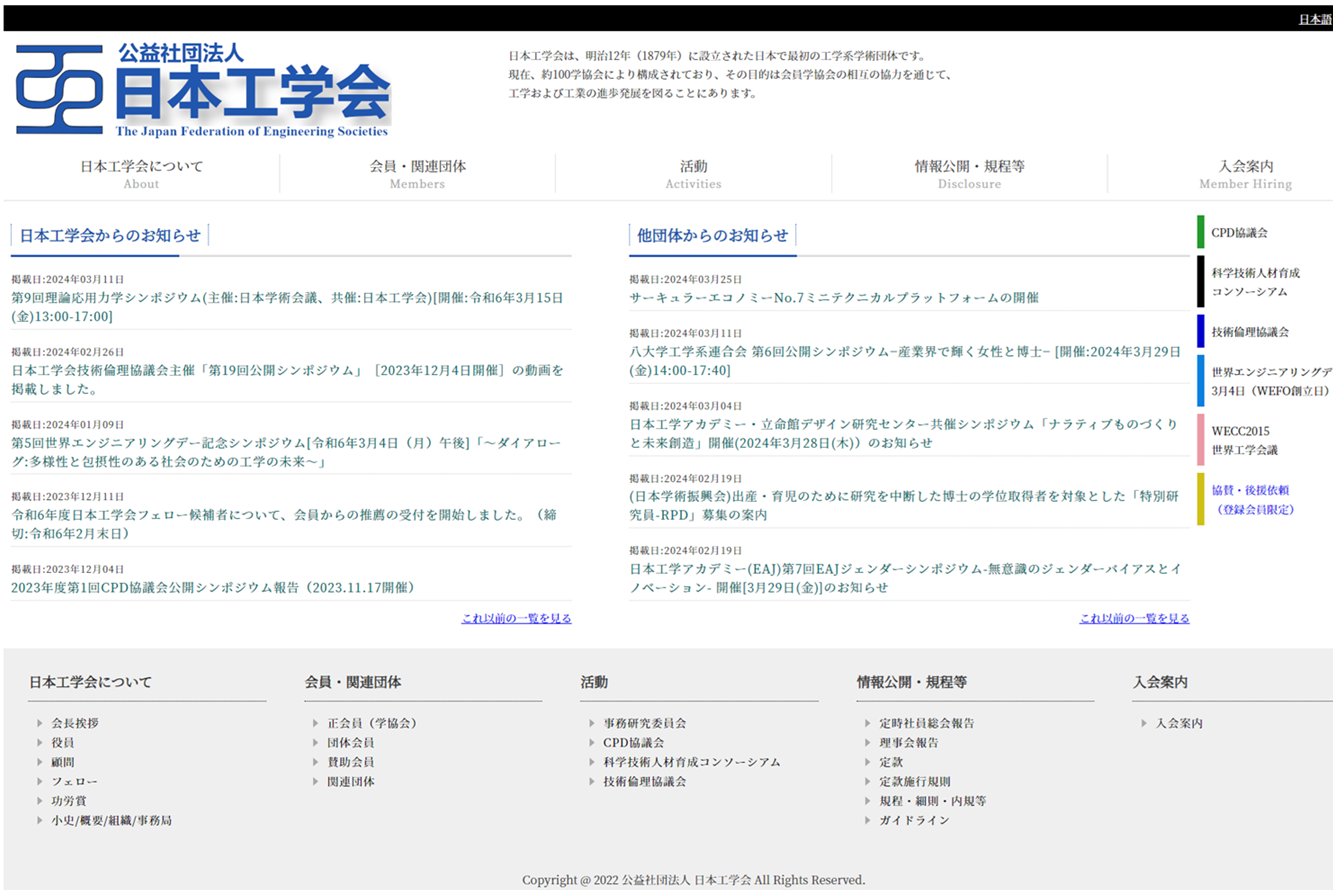 日本語
公益社団法人
日本工学会
The Japan Federation of Engineering Societies
日本工学会は、明治12年（1879年）に設立された日本で最初の工学系学術団体です。
現在、約100学協会により構成されており、その目的は会員学協会の相互の協力を通じて、
工学および工業の進歩発展を図ることにあります。
日本工学会について
About
会員・関連団体
Members
活動
Activities
情報公開・規程等
Disclosure
入会案内
Member Hiring
日本工学会からのお知らせ
掲載日:2024年03月11日
第9回理論応用力学シンポジウム(主催:日本学術会議、共催:日本工学会)[開催:令和6年3月15日
(金)13:00-17:00]
掲載日:2024年02月26日
日本工学会技術倫理協議会主催「第19回公開シンポジウム」［2023年12月4日開催］の動画を
掲載しました。
掲載日:2024年01月09日
第5回世界エンジニアリングデー記念シンポジウム[令和6年3月4日（月）午後]「～ダイアロー
グ:多様性と包摂性のある社会のための工学の未来～」
掲載日:2023年12月11日
令和6年度日本工学会フェロー候補者について、会員からの推薦の受付を開始しました。（締
切:令和6年2月末日）
掲載日:2023年12月04日
2023年度第1回CPD協議会公開シンポジウム報告（2023.11.17開催）
これ以前の一覧を見る
他団体からのお知らせ
掲載日:2024年03月25日
サーキュラーエコノミーNo.7ミニテクニカルプラットフォームの開催
掲載日:2024年03月11日
八大学工学系連合会 第6回公開シンポジウム−産業界で輝く女性と博士− [開催:2024年3月29日
(金)14:00-17:40]
掲載日:2024年03月04日
日本工学アカデミー・立命館デザイン研究センター共催シンポジウム「ナラティブものづくり
と未来創造」開催(2024年3月28日(木)）のお知らせ
掲載日:2024年02月19日
(日本学術振興会)出産・育児のために研究を中断した博士の学位取得者を対象とした「特別研
究員-RPD」募集の案内
掲載日:2024年02月19日
日本工学アカデミー(EAJ)第7回EAJジェンダーシンポジウム-無意識のジェンダーバイアスとイ
ノベーション- 開催[3月29日(金)]のお知らせ
これ以前の一覧を見る
CPD協議会
科学技術人材育成
コンソーシアム
技術倫理協議会
世界エンジニアリングデ
3月4日（WEFO創立日）
WECC2015
世界工学会議
協賛・後援依頼
（登録会員限定）
日本工学会について
会長挨拶
役員
顧問
フェロー
功労賞
小史/概要/組織/事務局
会員・関連団体
正会員（学協会）
団体会員
賛助会員
関連団体
活動
事務研究委員会
CPD協議会
科学技術人材育成コンソーシアム
技術倫理協議会
情報公開・規程等
定時社員総会報告
理事会報告
定款
定款施行規則
規程・細則・内規等
ガイドライン
入会案内
入会案内
Copyright @ 2022 公益社団法人 日本工学会 All Rights Reserved.